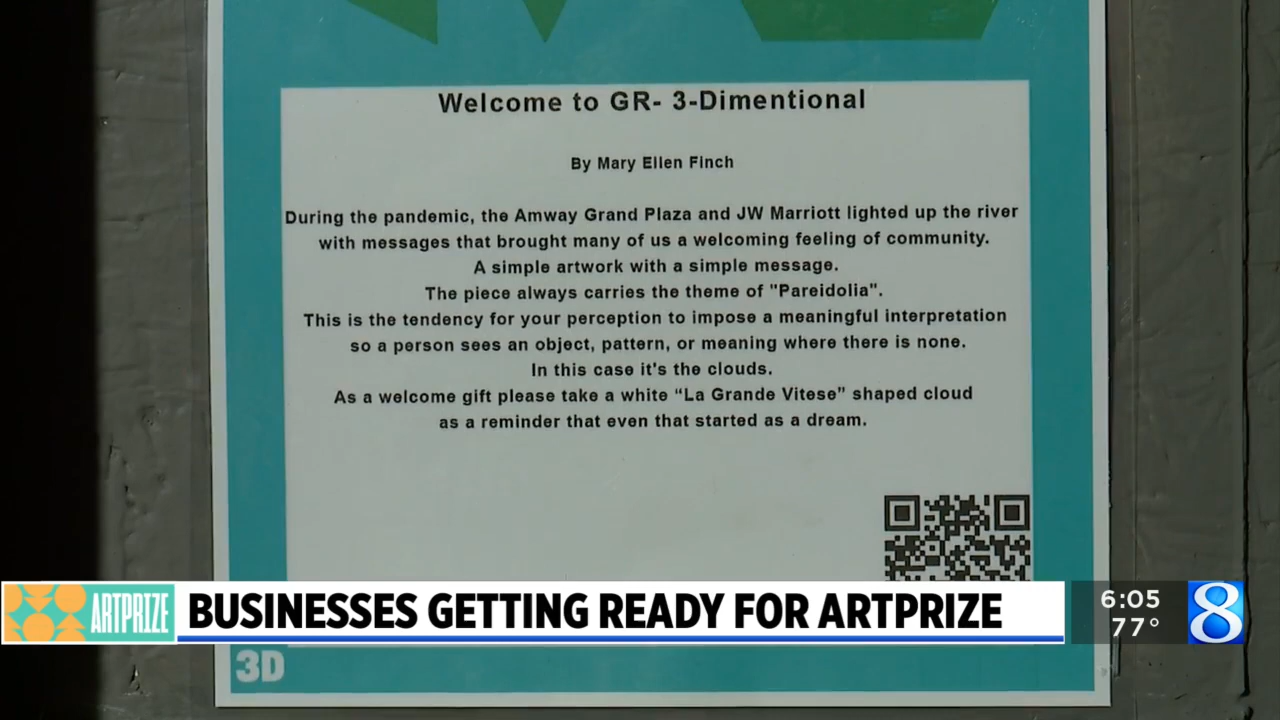 Welcome to GR- 3-Dimentional
By Mary Ellen Finch
During the pandemic, the Amway Grand Plaza and JW Marriott lighted up the river
with messages that brought many of us a welcoming feeling of community.
A simple artwork with a simple message.
The piece always carries the theme of "Pareidolia".
This is the tendency for your perception to impose a meaningful interpretation
so a person sees an object, pattern, or meaning where there is none.
In this case it's the clouds.
As a welcome gift please take a white “La Grande Vitese” shaped cloud
as a reminder that even that started as a dream.
ARTPRIZE
BUSINESSES GETTING READY FOR ARTPRIZE
6:05
77°
8
3D